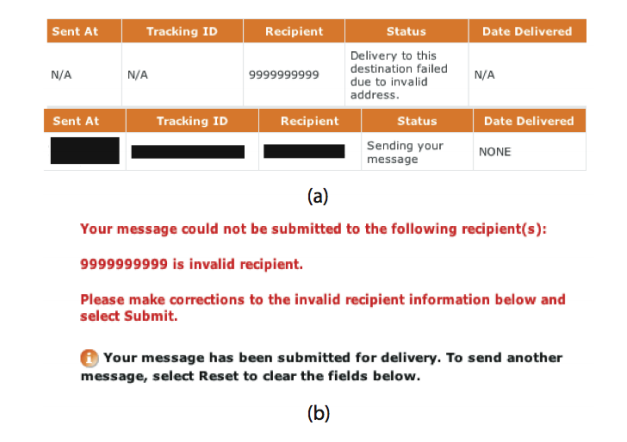 Sent At Tracking ID Recipient Status Date Delivered
N/A N/A 9999999999 Delivery to this
destination failed
due to invalid
address. N/A
Sent At Tracking ID Recipient Status Date Delivered
Sending your
message NONE
(a)
Your message could not be submitted to the following recipient(s):
9999999999 is invalid recipient.
Please make corrections to the invalid recipient information below and
select Submit.
i Your message has been submitted for delivery. To send another
message, select Reset to clear the fields below.
(b)